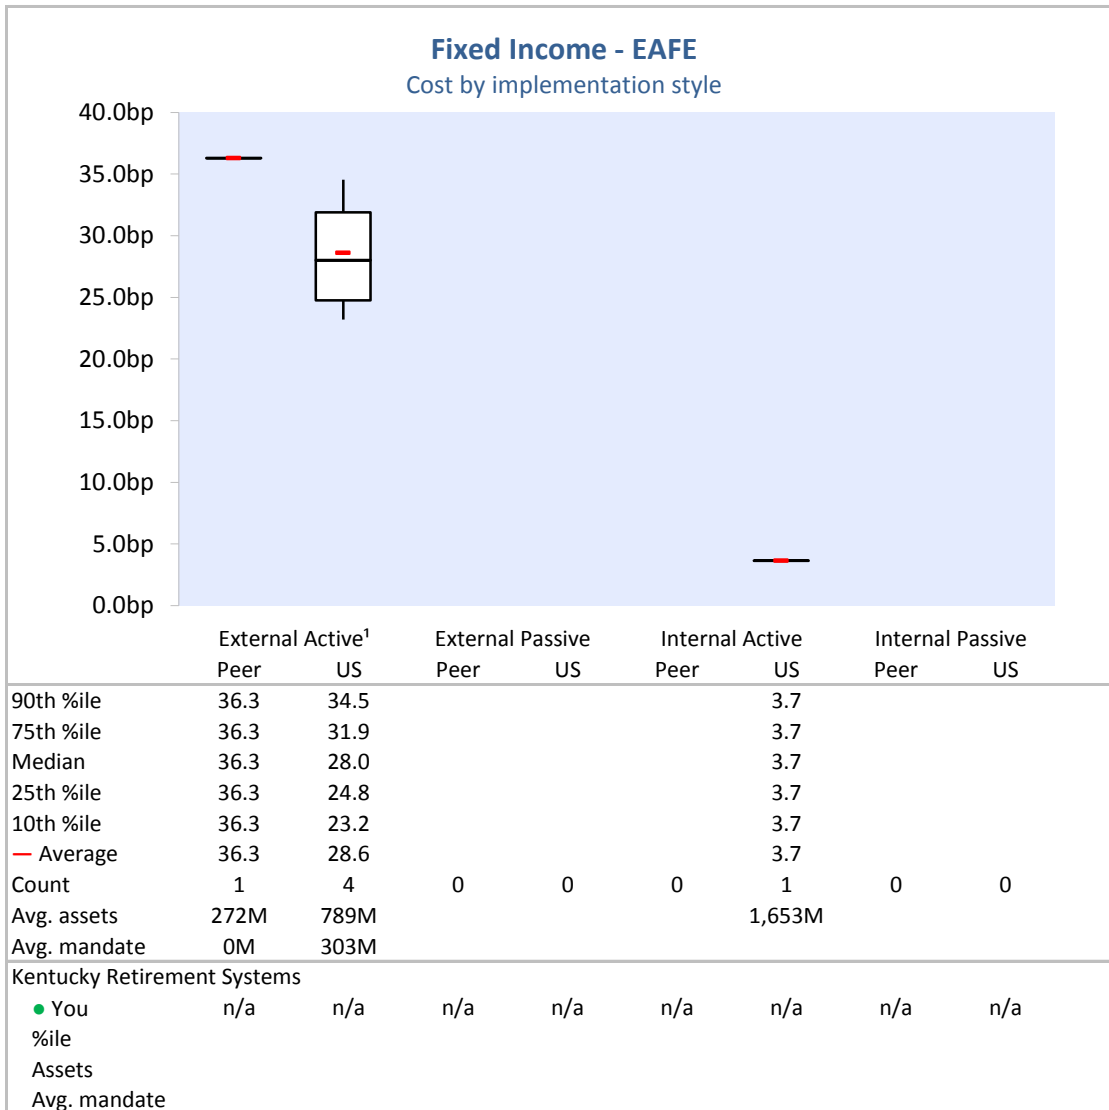 Fixed Income - EAFE
Cost by implementation style
40.0bp
35.0bp
30.0bp
25.0bp
20.0bp
15.0bp
10.0bp
5.0bp
0.0bp
External Active¹ External Passive Internal Active Internal Passive
Peer US Peer US Peer US Peer US
90th %ile 36.3 34.5 3.7
75th %ile 36.3 31.9 3.7
Median 36.3 28.0 3.7
25th %ile 36.3 24.8 3.7
10th %ile 36.3 23.2 3.7
— Average 36.3 28.6 3.7
Count 1 4 0 0 0 1 0 0
Avg. assets 272M 789M 1,653M
Avg. mandate 0M 303M
Kentucky Retirement Systems
● You n/a n/a n/a n/a n/a n/a n/a n/a
%ile
Assets
Avg. mandate